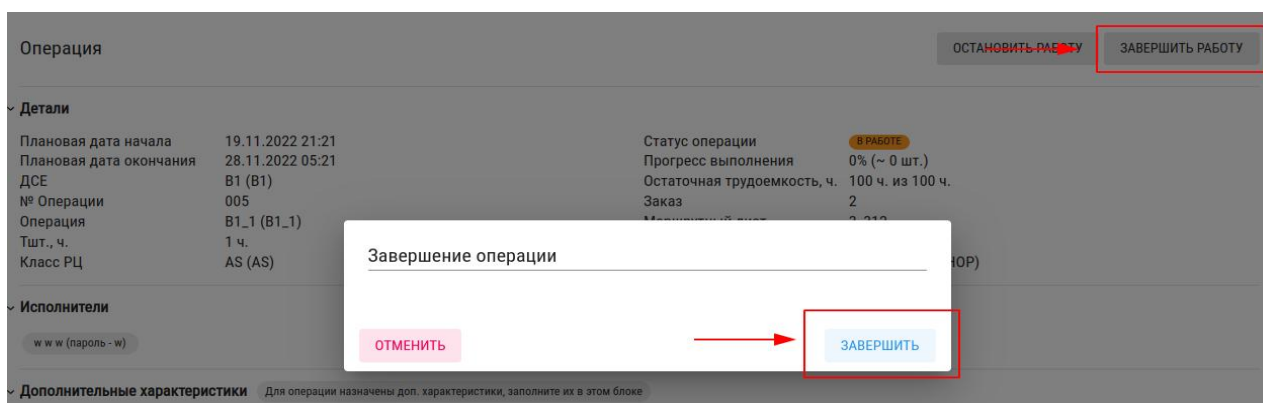 Операция
ОСТАНОВИТЬ РАБОТУ
ЗАВЕРШИТЬ РАБОТУ
Детали
Плановая дата начала 19.11.2022 21:21
Плановая дата окончания 28.11.2022 05:21
ДСЕ B1 (B1)
№ Операции 005
Операция B1_1 (B1_1)
Тшт., ч. 1 ч.
Класс РЦ AS (AS)
Статус операции В РАБОТЕ
Прогресс выполнения 0% (~ 0 шт.)
Остаточная трудоемкость, ч. 100 ч. из 100 ч.
Заказ 2
Завершение операции
ОТМЕНИТЬ
ЗАВЕРШИТЬ
Исполнители
w w w (пароль - w)
Дополнительные характеристики Для операции назначены доп. характеристики, заполните их в этом блоке